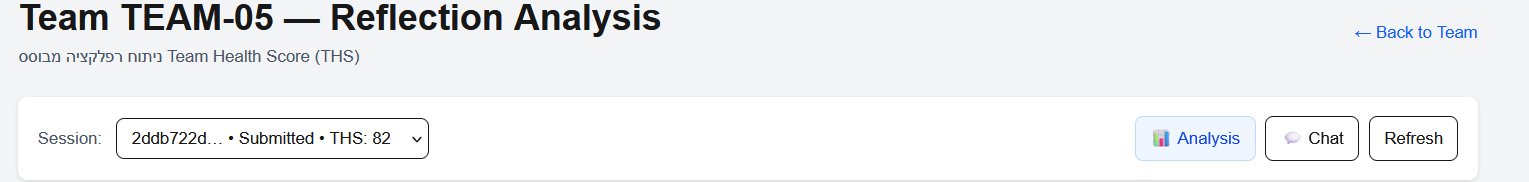 Team TEAM-05 — Reflection Analysis
← Back to Team
ניתוח רפלקציה מבוסס Team Health Score (THS)
Session: 2ddb722d… • Submitted • THS: 82
Analysis
Chat
Refresh